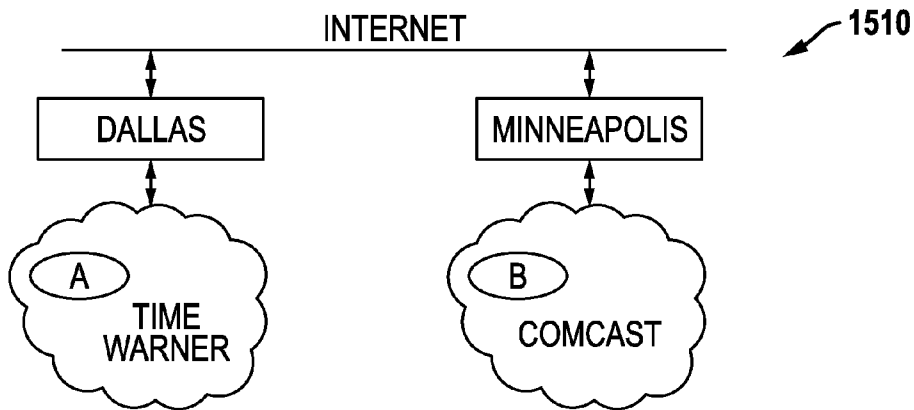 INTERNET
1510
DALLAS
MINNEAPOLIS
A
TIME
WARNER
B
COMCAST